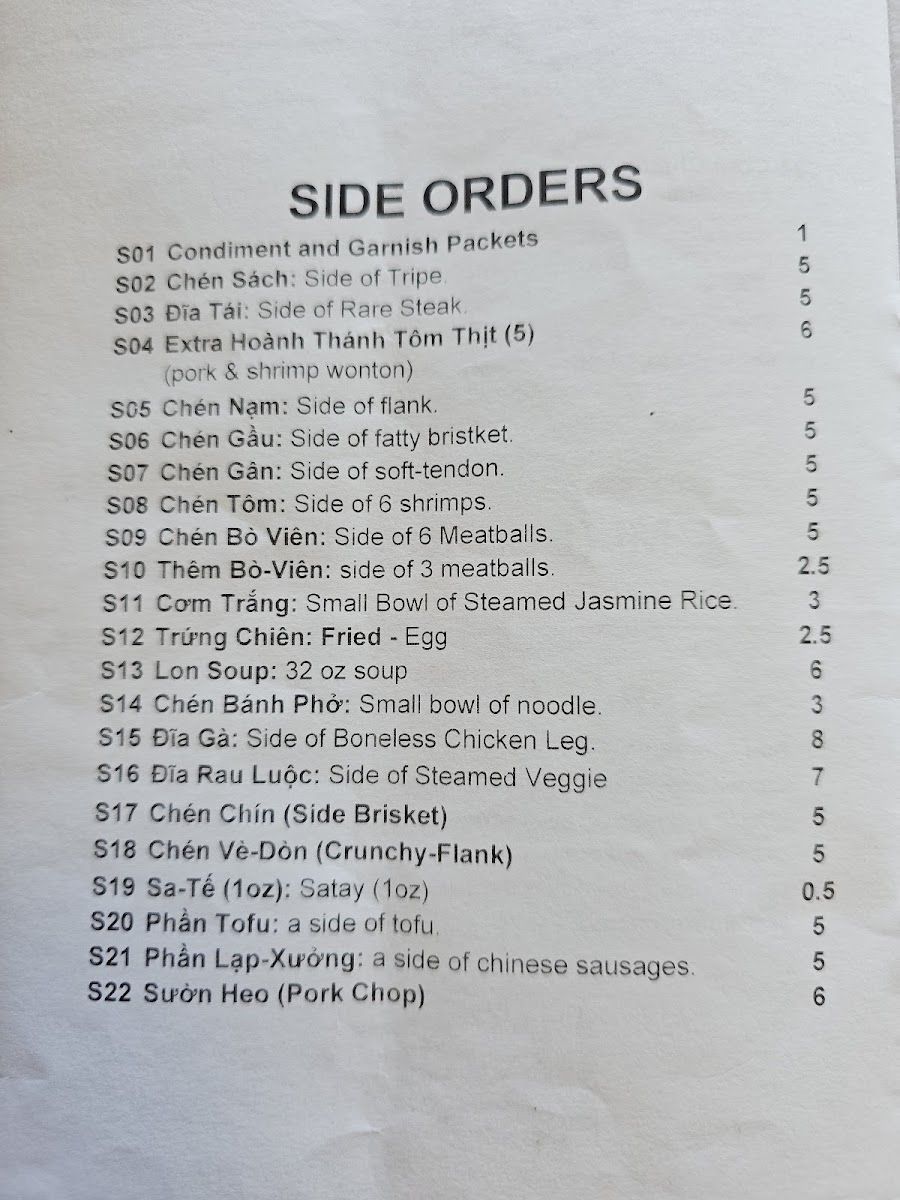 SIDE ORDERS
S01 Condiment and Garnish Packets 1
S02 Chén Sách: Side of Tripe. 5
S03 Đĩa Tái: Side of Rare Steak. 5
S04 Extra Hoành Thánh Tôm Thịt (5) 6
(pork & shrimp wonton)
S05 Chén Nạm: Side of flank. 5
S06 Chén Gầu: Side of fatty bristket. 5
S07 Chén Gân: Side of soft-tendon. 5
S08 Chén Tôm: Side of 6 shrimps. 5
S09 Chén Bò Viên: Side of 6 Meatballs. 5
S10 Thêm Bò-Viên: side of 3 meatballs. 2.5
S11 Cơm Trắng: Small Bowl of Steamed Jasmine Rice. 3
S12 Trứng Chiên: Fried - Egg 2.5
S13 Lon Soup: 32 oz soup 6
S14 Chén Bánh Phở: Small bowl of noodle. 3
S15 Đĩa Gà: Side of Boneless Chicken Leg. 8
S16 Đĩa Rau Luộc: Side of Steamed Veggie 7
S17 Chén Chín (Side Brisket) 5
S18 Chén Vè-Dòn (Crunchy-Flank) 5
S19 Sa-Tế (1oz): Satay (1oz) 0.5
S20 Phần Tofu: a side of tofu. 5
S21 Phần Lạp-Xưởng: a side of chinese sausages. 5
S22 Sườn Heo (Pork Chop) 6